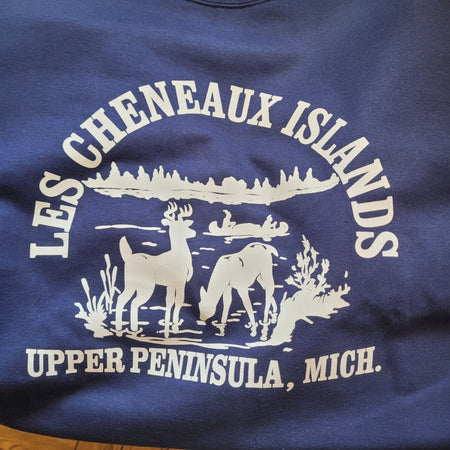 LES CHENEAUX ISLANDS
UPPER PENINSULA, MICH.